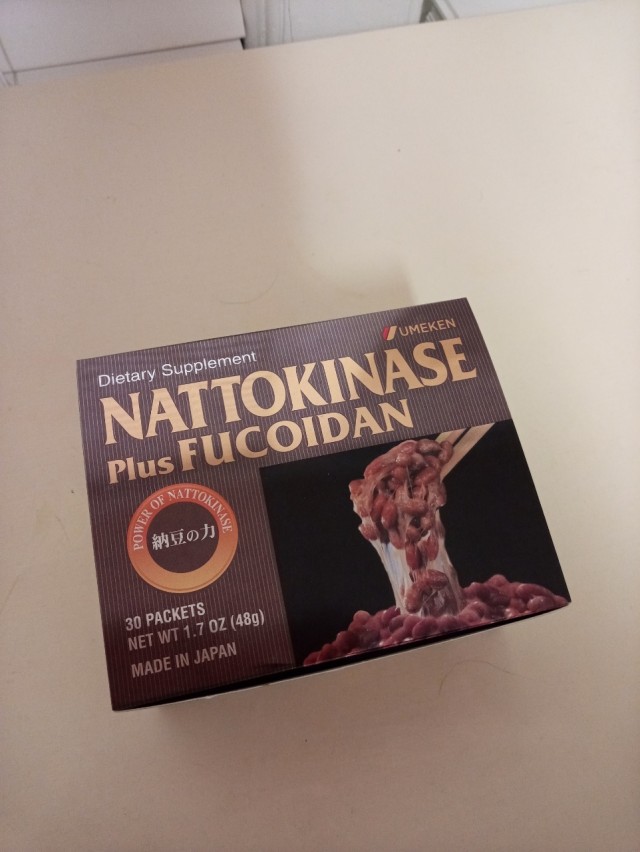 UMEKEN
Dietary Supplement
NATTOKINASE
Plus FUCOIDAN
POWER OF NATTOKINASE
納豆の力
30 PACKETS
NET WT 1.7 OZ (48g)
MADE IN JAPAN